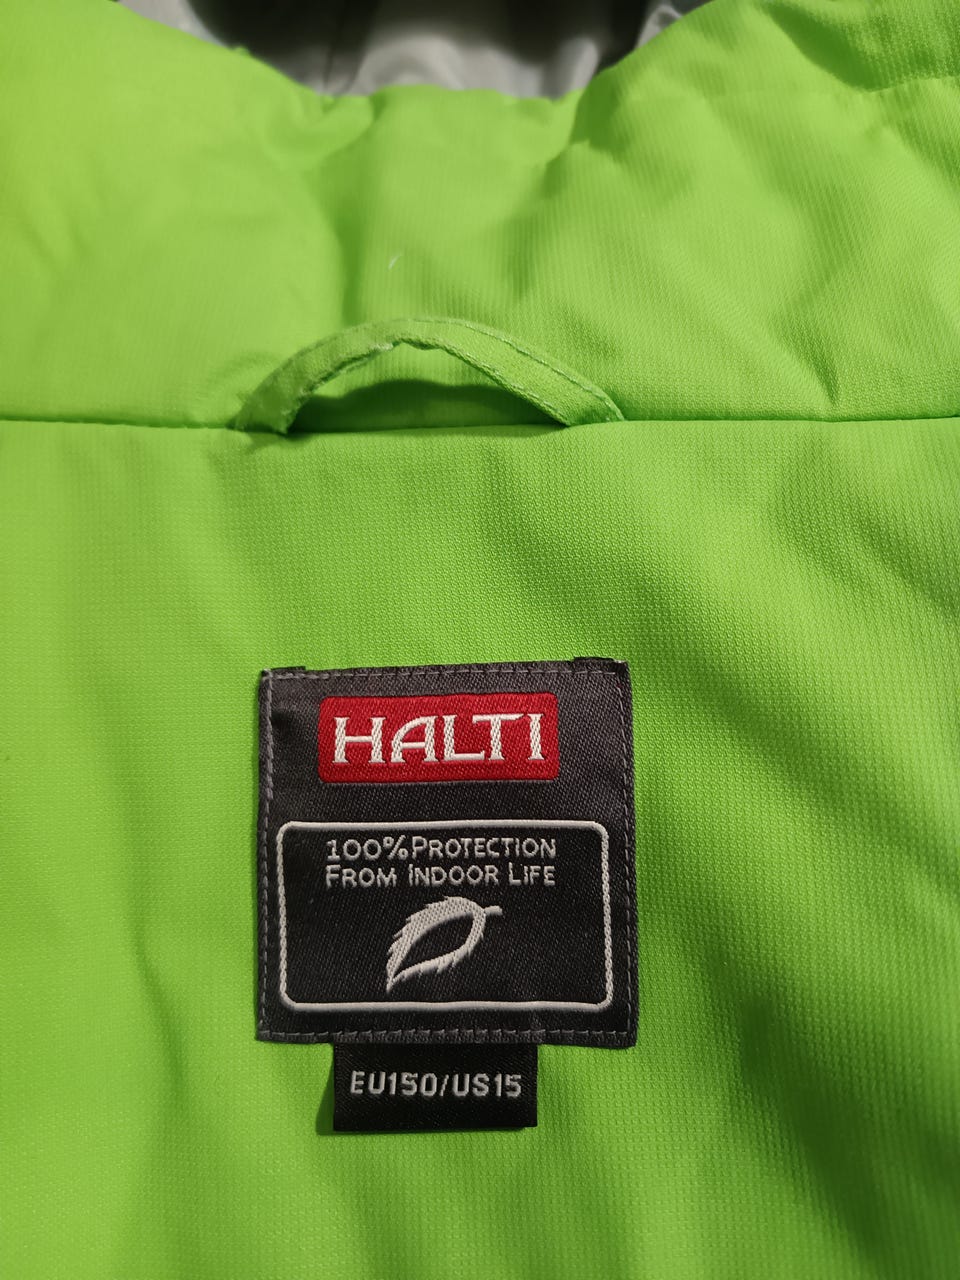 HALTI
100% PROTECTION
FROM INDOOR LIFE
EU150/US15